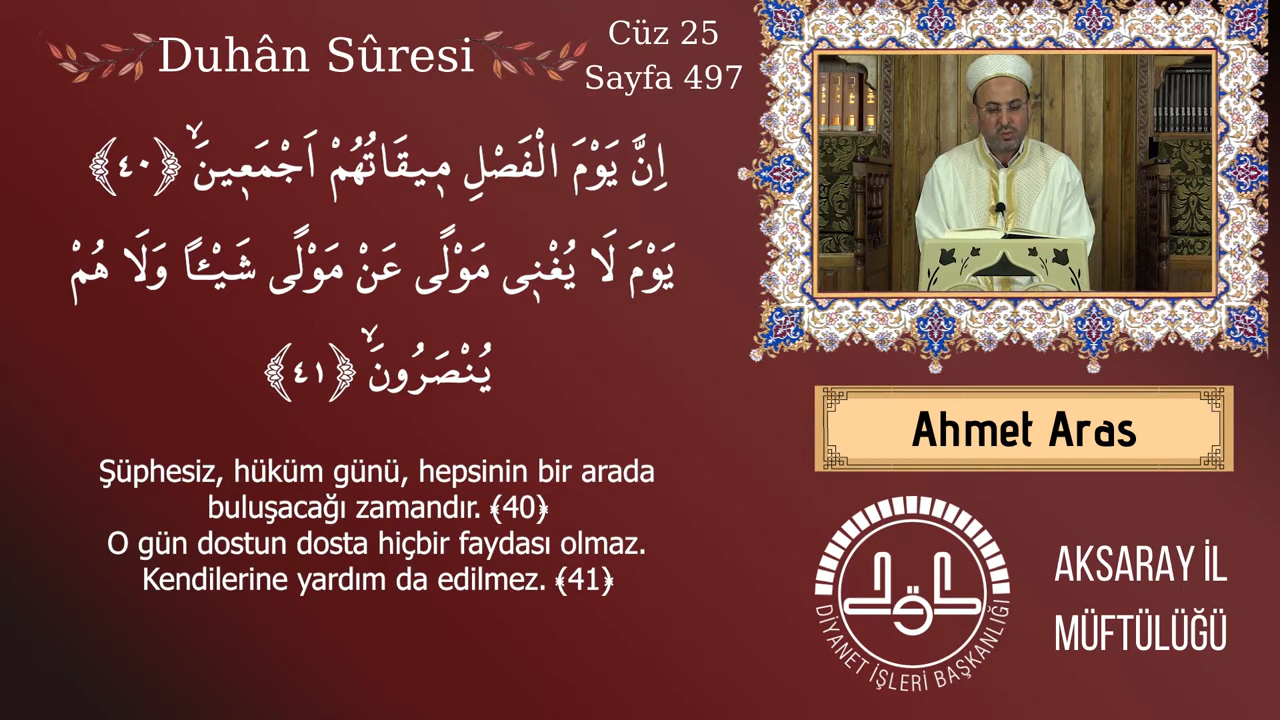 Duhân Sûresi
Cüz 25
Sayfa 497
اِنَّ يَوْمَ الْفَصْلِ م۪يقَاتُهُمْ اَجْمَع۪ينَۙ ﴿٤٠﴾
يَوْمَ لَا يُغْن۪ى مَوْلًى عَنْ مَوْلًى شَيْـًٔا وَلَا هُمْ
يُنْصَرُونَۙ ﴿٤١﴾
Şüphesiz, hüküm günü, hepsinin bir arada
buluşacağı zamandır. ﴾40﴿
O gün dostun dosta hiçbir faydası olmaz.
Kendilerine yardım da edilmez. ﴾41﴿
Ahmet Aras
DİYANET İŞLERİ BAŞKANLIĞI
AKSARAY İL
MÜFTÜLÜĞÜ